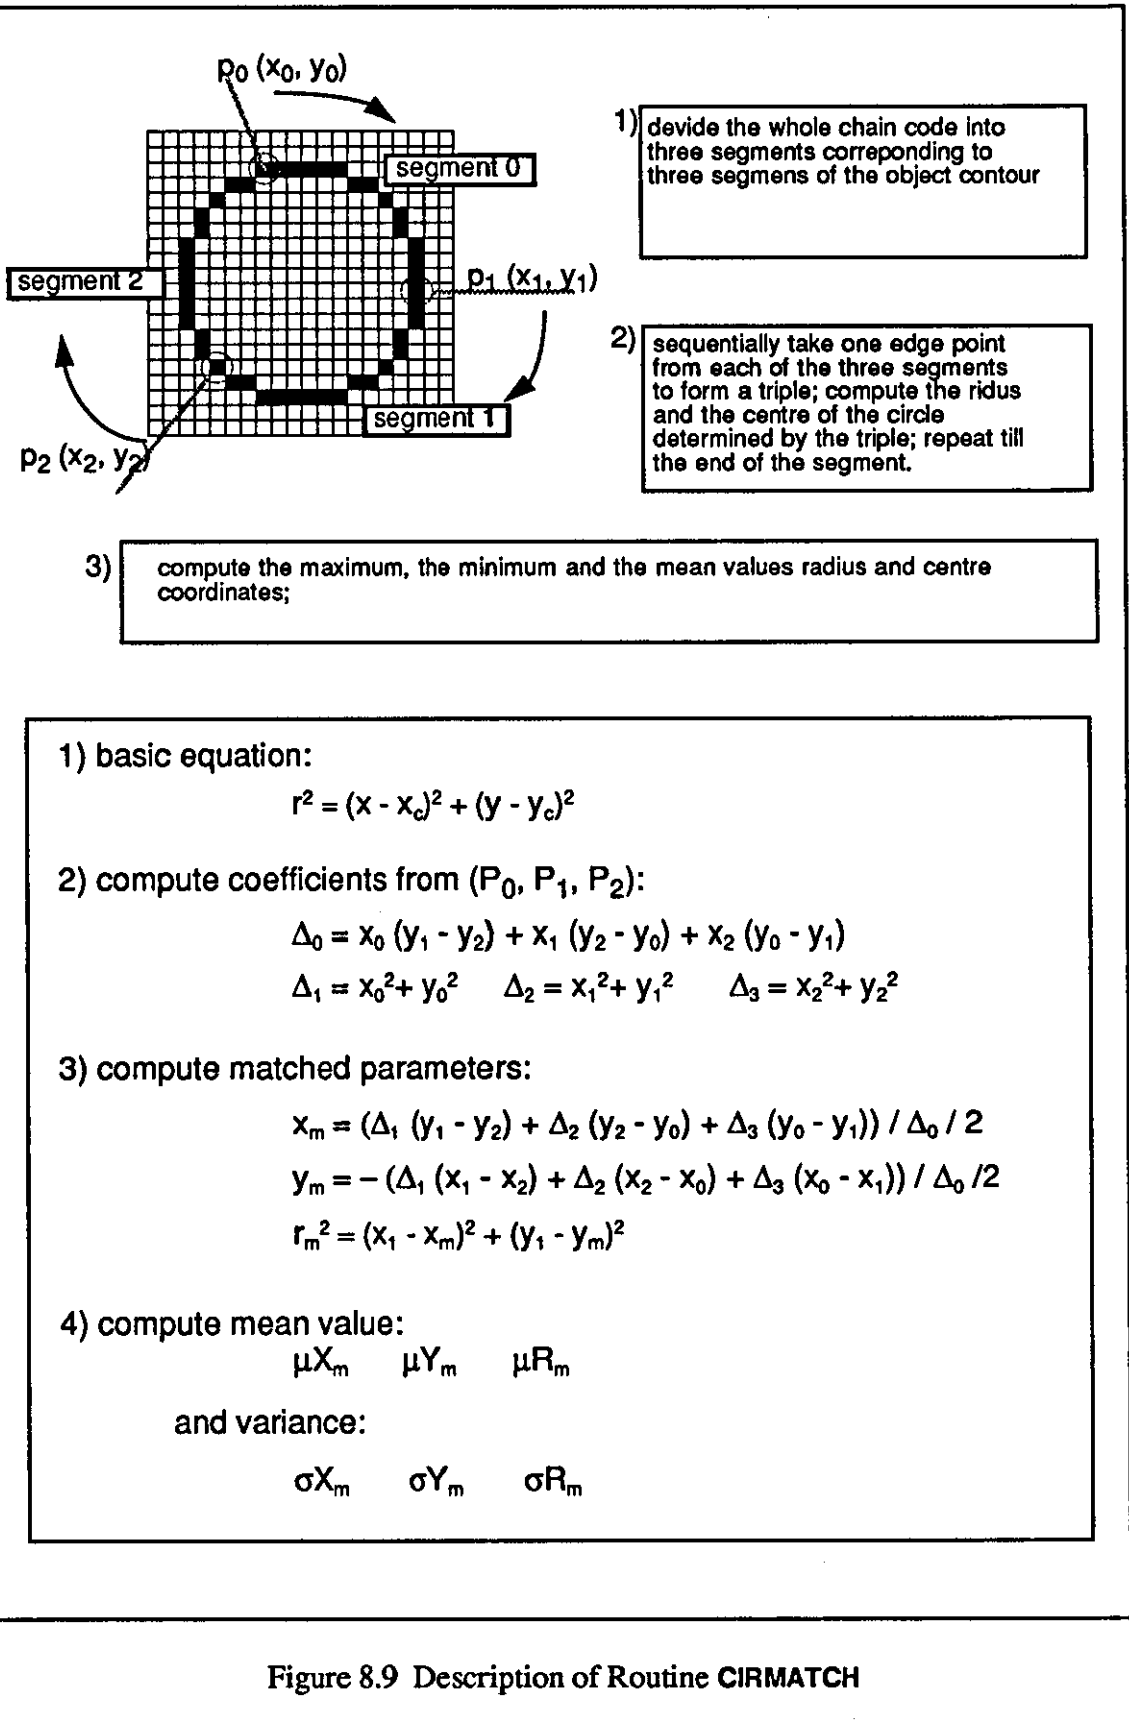 p₀ (x₀, y₀)
segment 0
segment 2
p₁ (x₁, y₁)
segment 1
p₂ (x₂, y₂)
1) devide the whole chain code into
three segments correponding to
three segmens of the object contour
2) sequentially take one edge point
from each of the three segments
to form a triple; compute the ridus
and the centre of the circle
determined by the triple; repeat till
the end of the segment.
3) compute the maximum, the minimum and the mean values radius and centre
coordinates;
1) basic equation:
r² = (x - x_c)² + (y - y_c)²
2) compute coefficients from (P₀, P₁, P₂):
Δ₀ = x₀ (y₁ - y₂) + x₁ (y₂ - y₀) + x₂ (y₀ - y₁)
Δ₁ = x₀²+ y₀² Δ₂ = x₁²+ y₁² Δ₃ = x₂²+ y₂²
3) compute matched parameters:
xₘ = (Δ₁ (y₁ - y₂) + Δ₂ (y₂ - y₀) + Δ₃ (y₀ - y₁)) / Δ₀ / 2
yₘ = – (Δ₁ (x₁ - x₂) + Δ₂ (x₂ - x₀) + Δ₃ (x₀ - x₁)) / Δ₀ /2
rₘ² = (x₁ - xₘ)² + (y₁ - yₘ)²
4) compute mean value:
μXₘ μYₘ μRₘ
and variance:
σXₘ σYₘ σRₘ
Figure 8.9 Description of Routine CIRMATCH